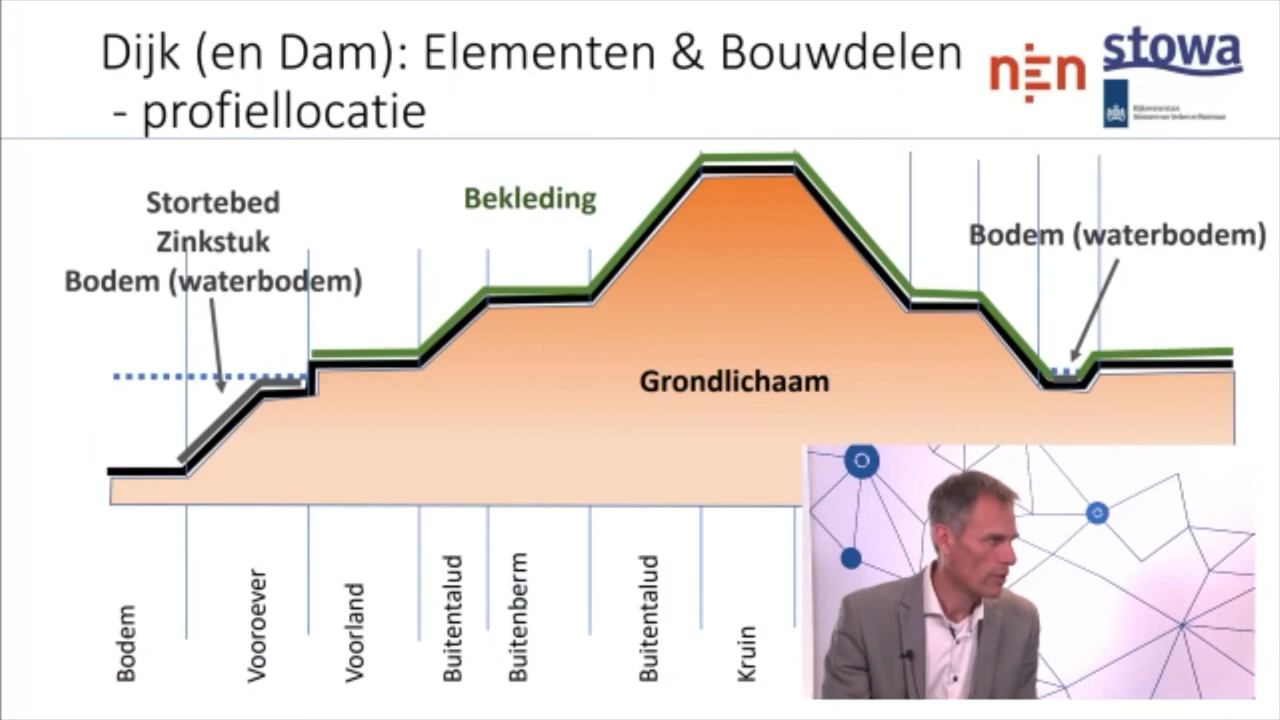 Dijk (en Dam): Elementen & Bouwdelen
- profiellocatie
nen
stowa
Stortebed
Zinkstuk
Bodem (waterbodem)
Bekleding
Bodem (waterbodem)
Grondlichaam
Bodem
Vooroever
Voorland
Buitentalud
Buitenberm
Buitentalud
Kruin